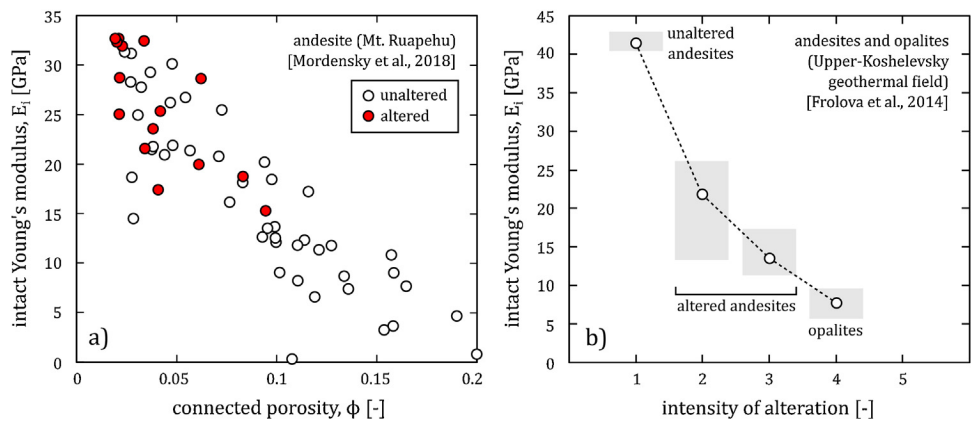 35
30
25
20
15
10
5
0
intact Young's modulus, Eᵢ [GPa]
andesite (Mt. Ruapehu)
[Mordensky et al., 2018]
unaltered
altered
a)
0
0.05
0.1
0.15
0.2
connected porosity, ϕ [-]
45
40
35
30
25
20
15
10
5
0
intact Young's modulus, Eᵢ [GPa]
unaltered
andesites
andesites and opalites
(Upper-Koshelevsky
geothermal field)
[Frolova et al., 2014]
altered andesites
opalites
b)
1
2
3
4
5
intensity of alteration [-]